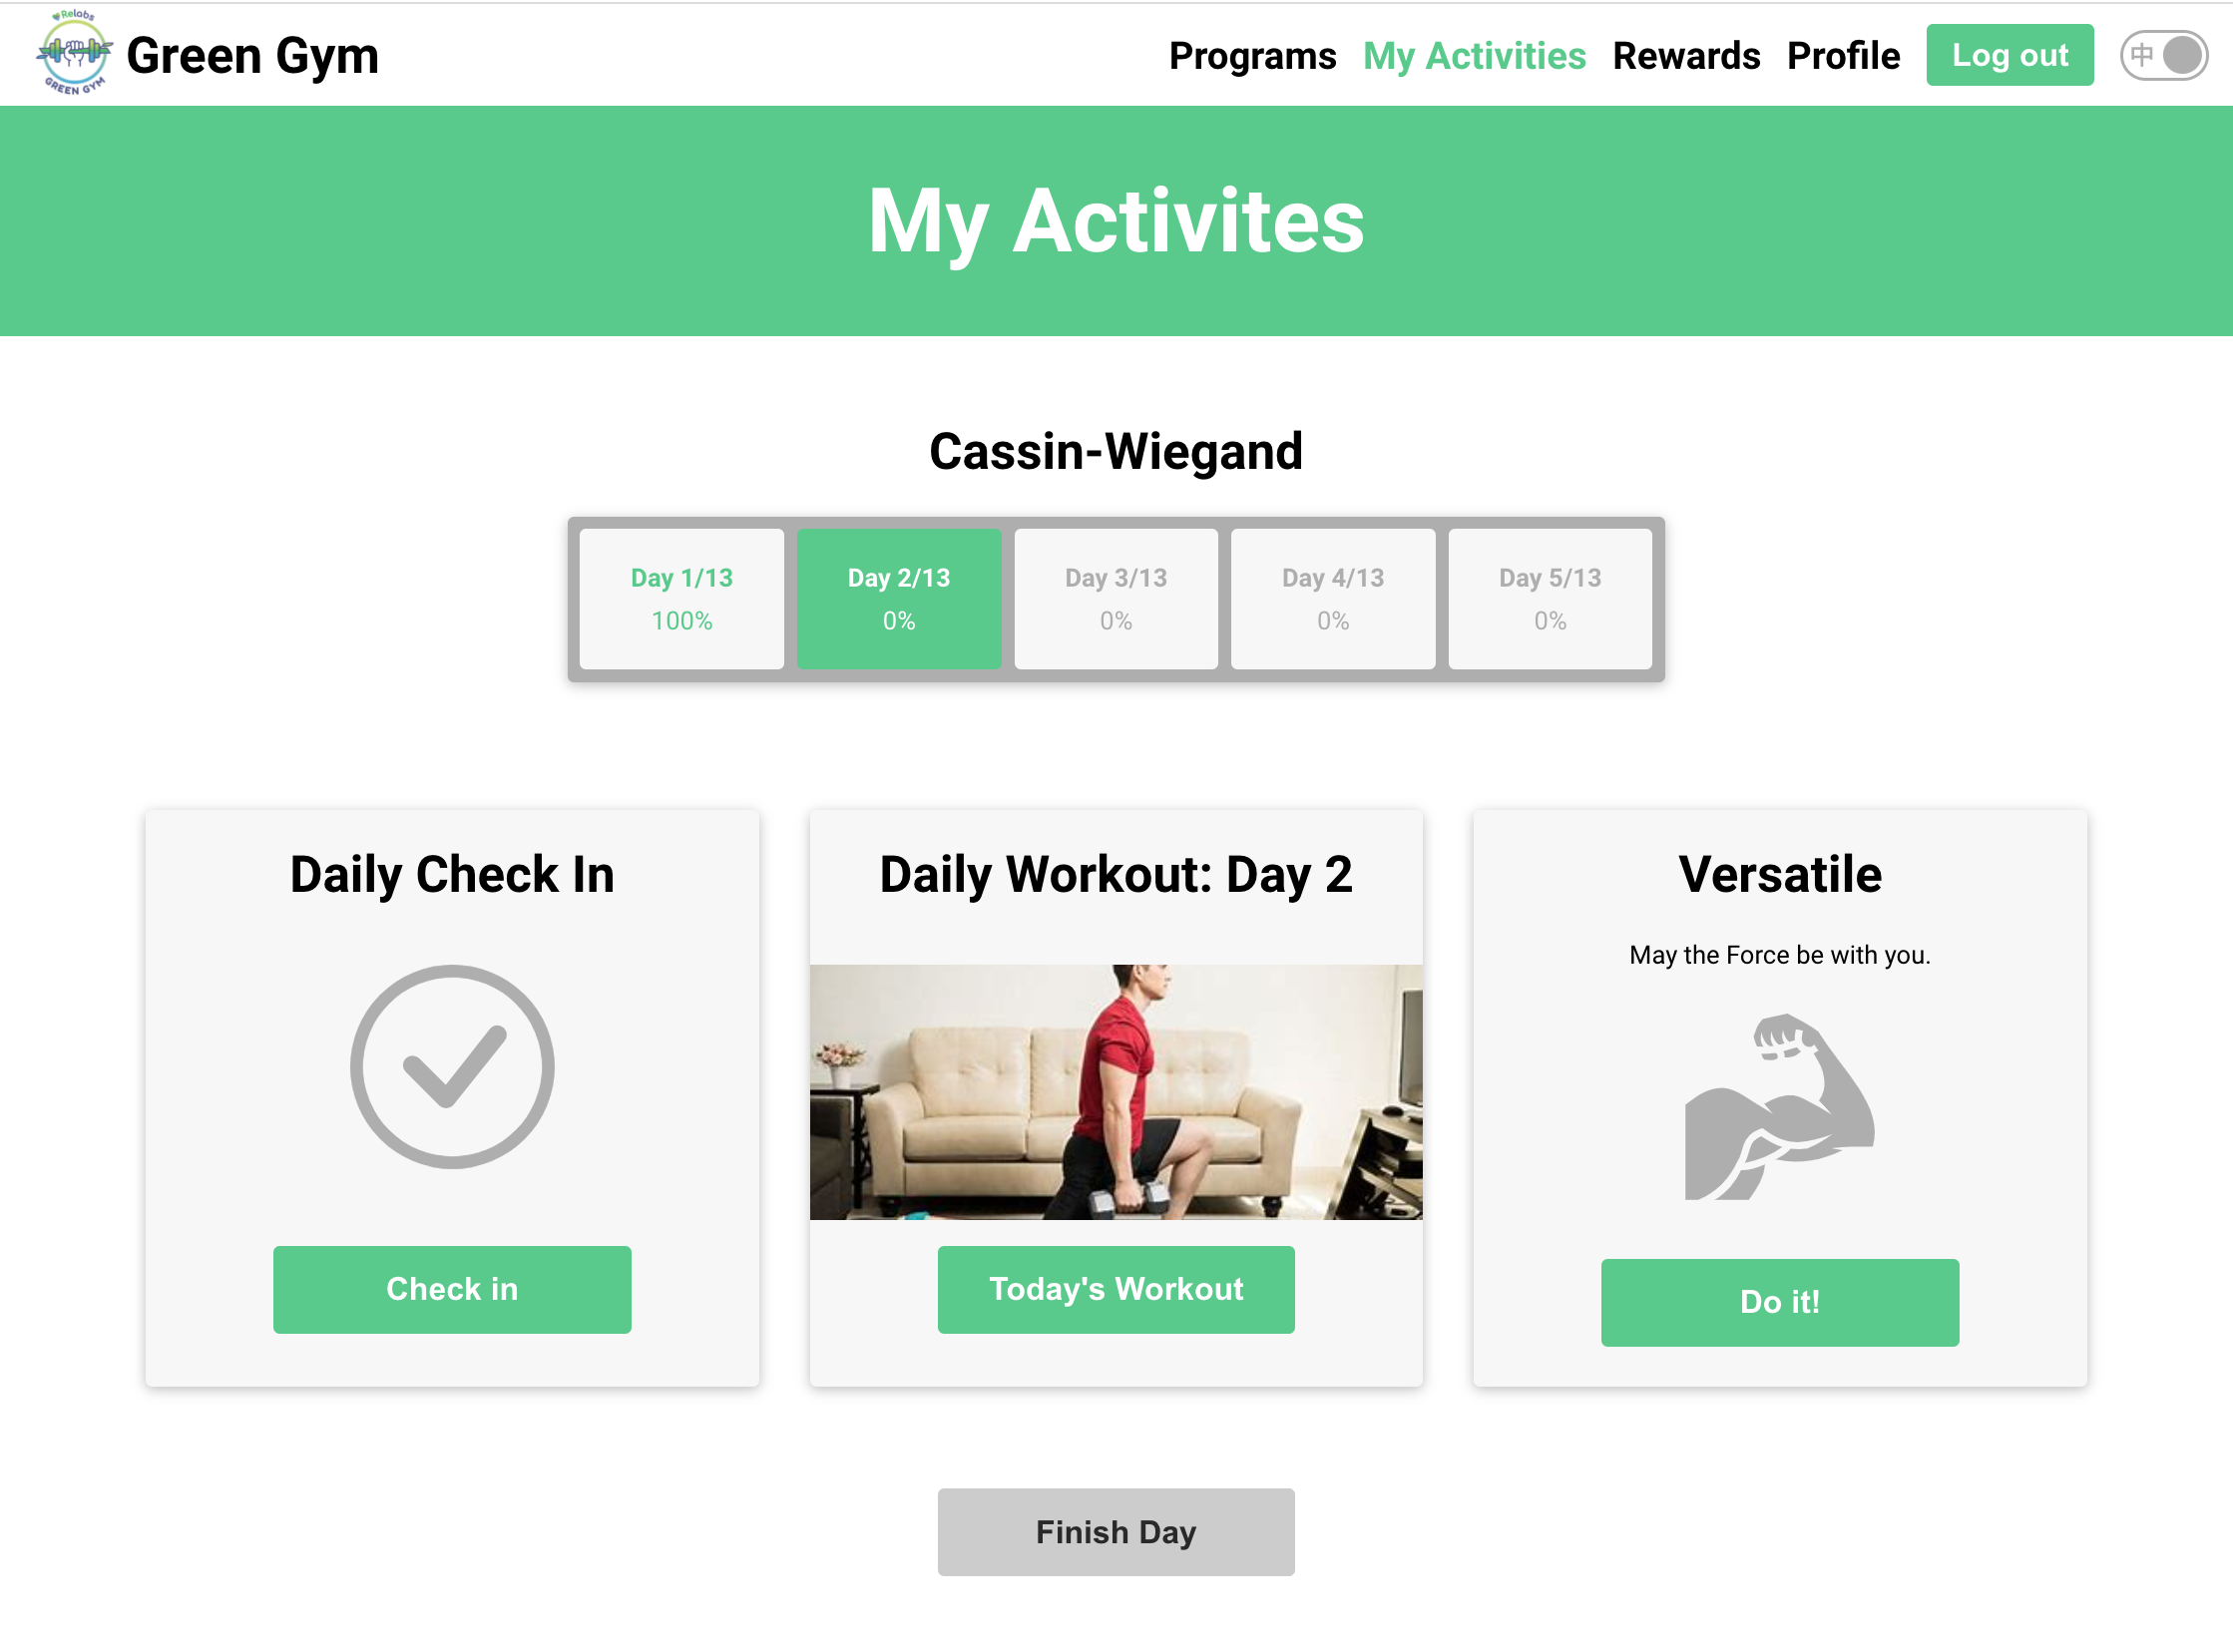 Relabs
GREEN GYM
Green Gym
Programs
My Activities
Rewards
Profile
Log out
中
My Activites
Cassin-Wiegand
Day 1/13
100%
Day 2/13
0%
Day 3/13
0%
Day 4/13
0%
Day 5/13
0%
Daily Check In
Check in
Daily Workout: Day 2
Today's Workout
Versatile
May the Force be with you.
Do it!
Finish Day